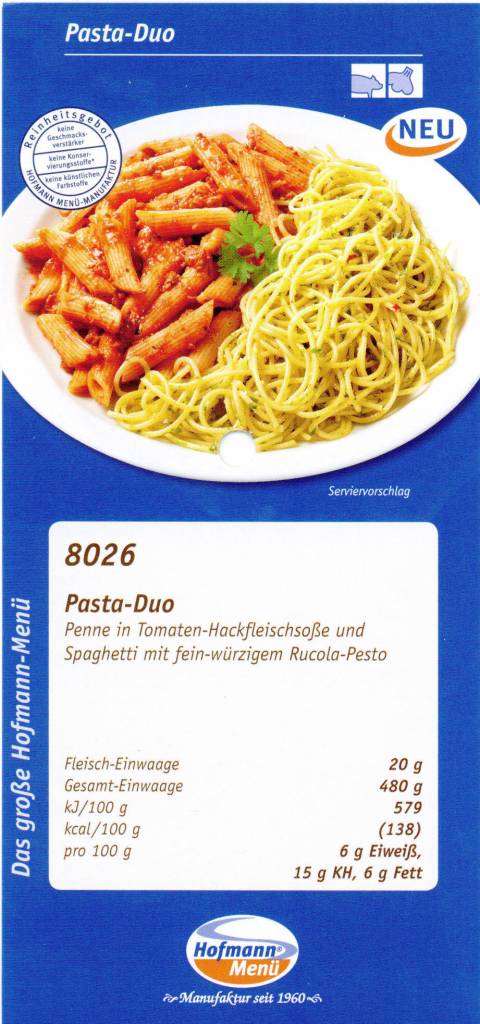 Pasta-Duo
NEU
Reinheitsgebot
keine
Geschmacks-
verstärker
keine Konser-
vierungsstoffe*
keine künstlichen
Farbstoffe
HOFMANN MENÜ-MANUFAKTUR
Serviervorschlag
8026
Pasta-Duo
Penne in Tomaten-Hackfleischsoße und
Spaghetti mit fein-würzigem Rucola-Pesto
Fleisch-Einwaage 20 g
Gesamt-Einwaage 480 g
kJ/100 g 579
kcal/100 g (138)
pro 100 g 6 g Eiweiß,
15 g KH, 6 g Fett
Das große Hofmann-Menü
Hofmann®
Menü
Manufaktur seit 1960